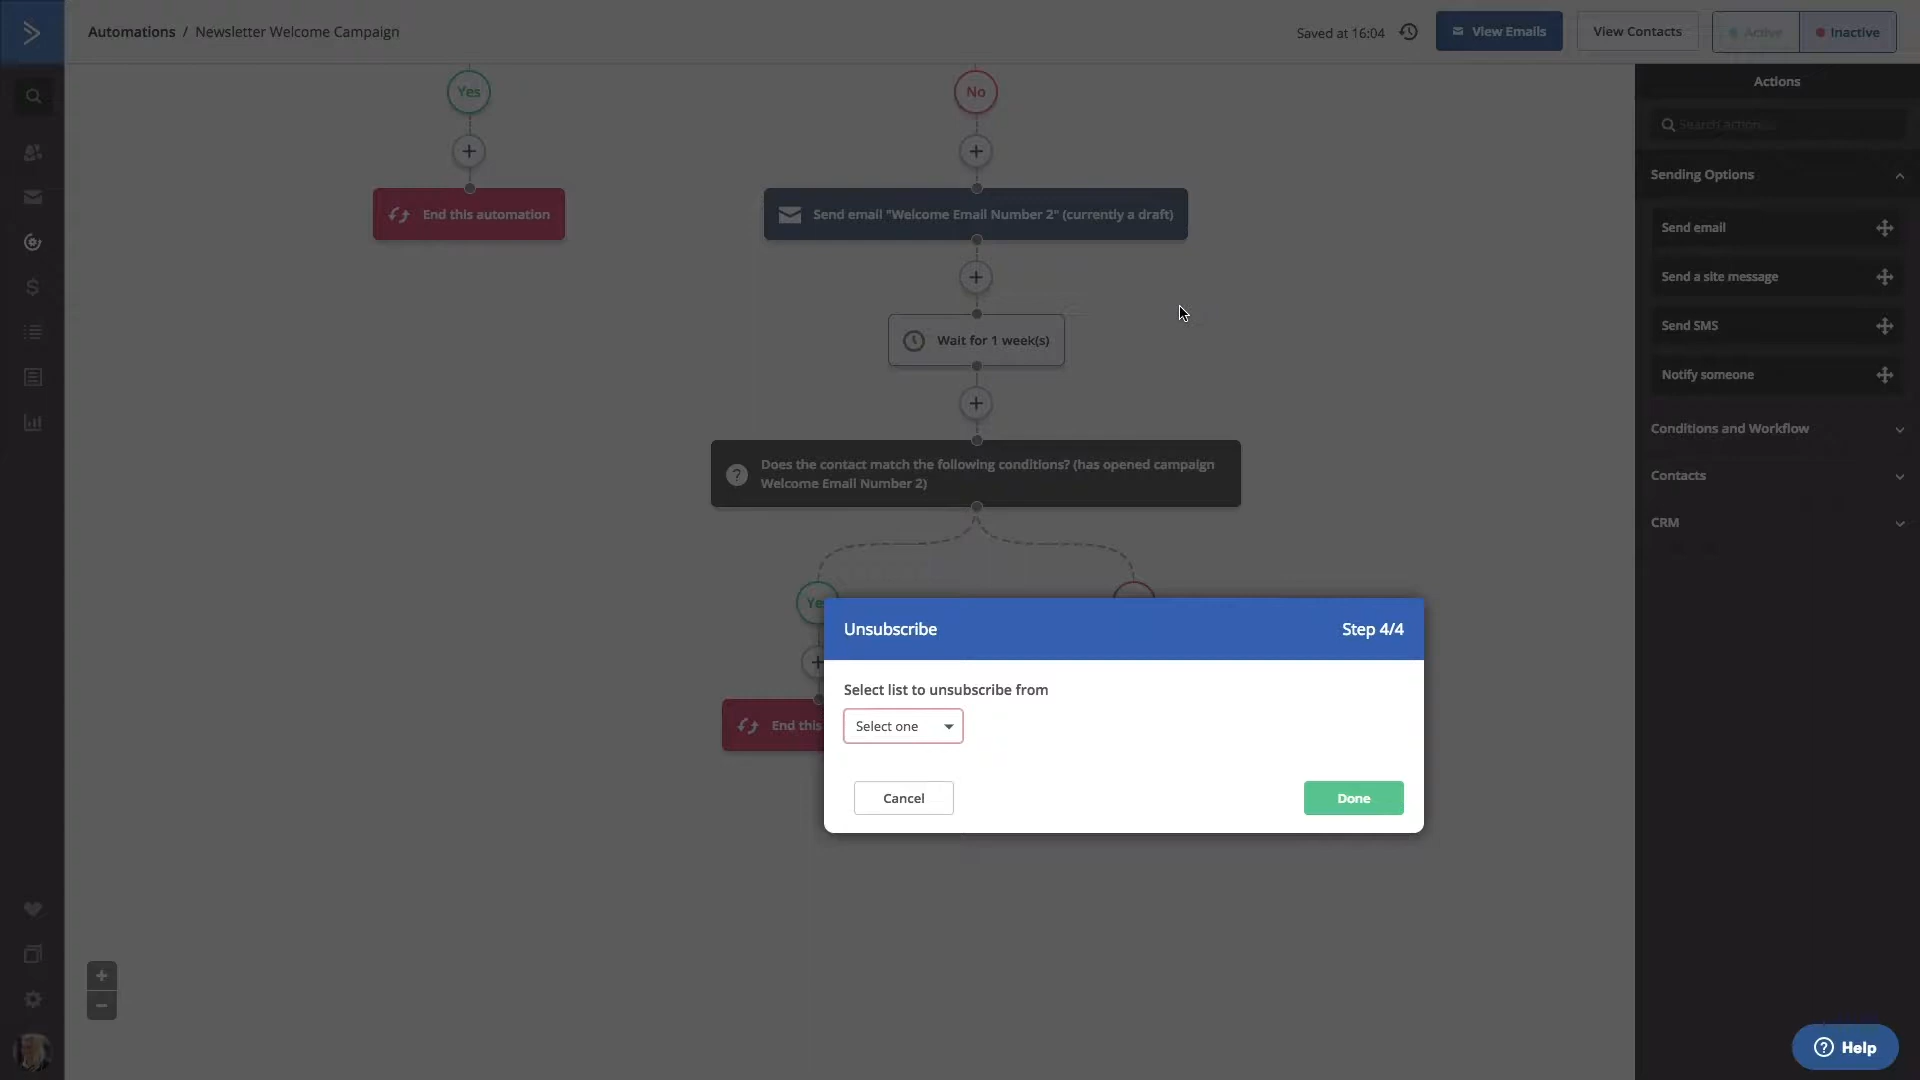 Automations / Newsletter Welcome Campaign
Saved at 16:04
View Emails
View Contacts
Active
Inactive
Yes
No
End this automation
Send email "Welcome Email Number 2" (currently a draft)
Wait for 1 week(s)
Does the contact match the following conditions? (has opened campaign
Welcome Email Number 2)
Ye
End this
Unsubscribe
Step 4/4
Select list to unsubscribe from
Select one
Cancel
Done
Actions
Search actions...
Sending Options
Send email
Send a site message
Send SMS
Notify someone
Conditions and Workflow
Contacts
CRM
Help